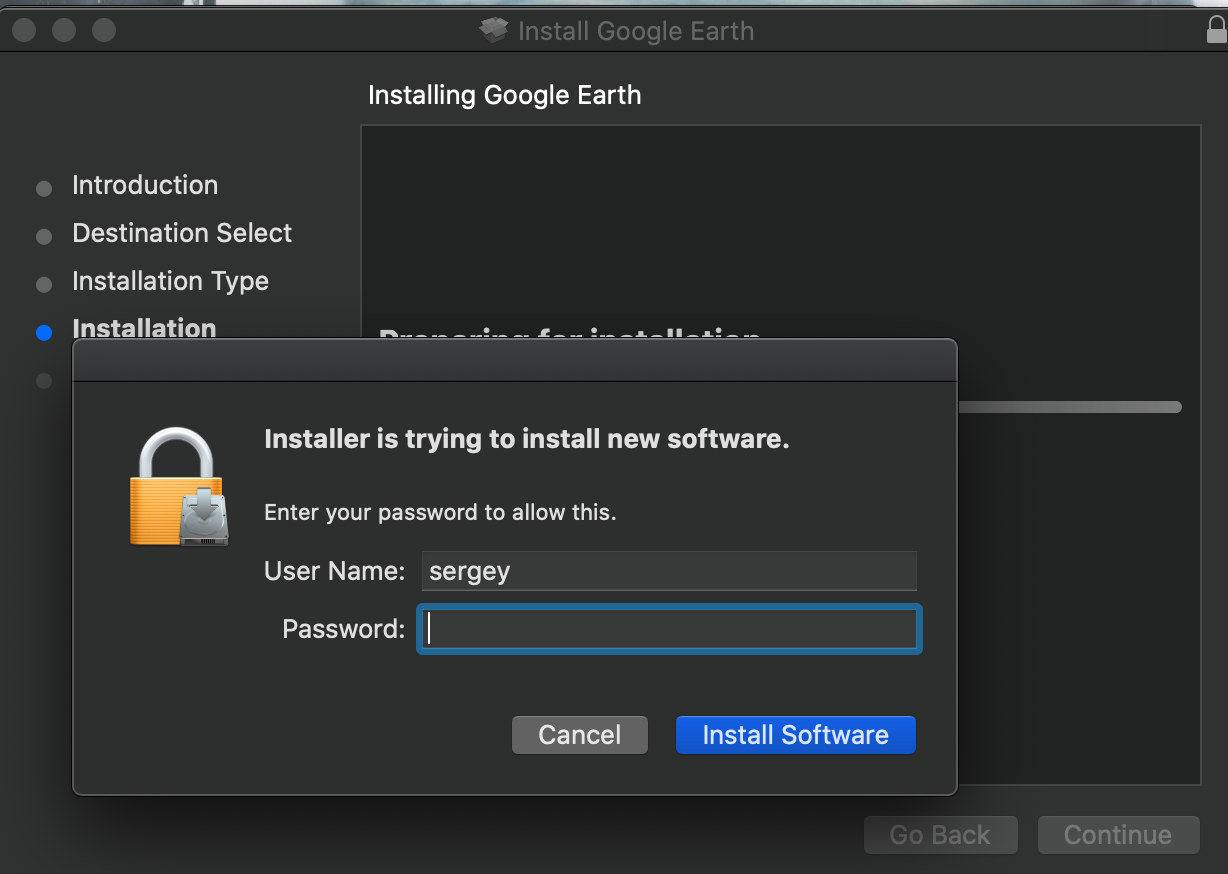 Install Google Earth
Installing Google Earth
Introduction
Destination Select
Installation Type
Installation
Preparing for installation
Installer is trying to install new software.
Enter your password to allow this.
User Name: sergey
Password:
Cancel Install Software
Go Back Continue